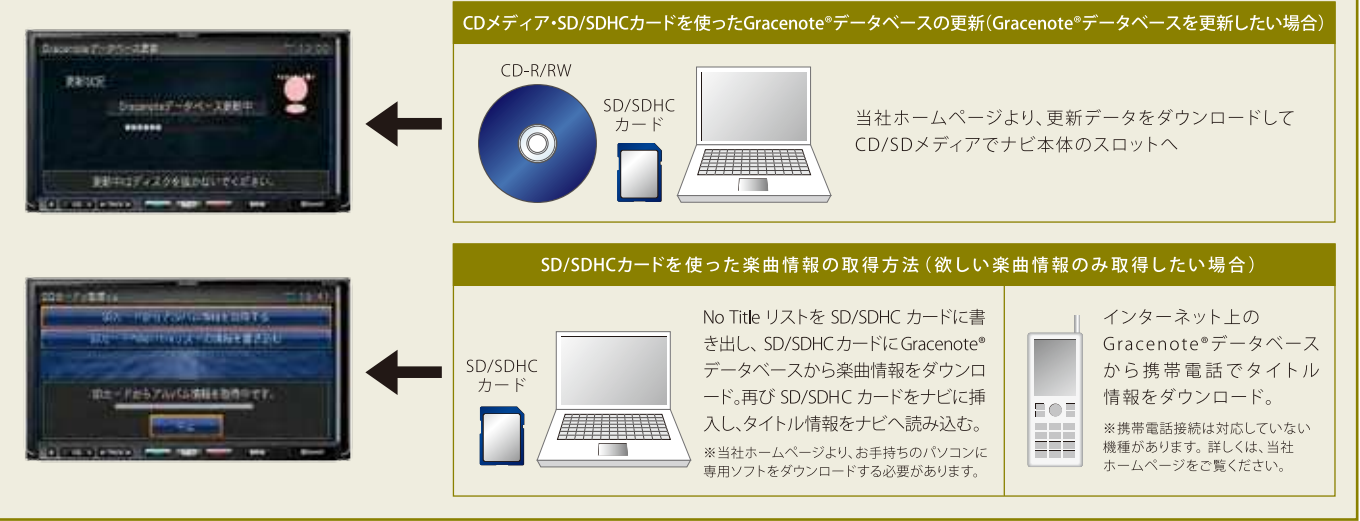 CDメディア・SD/SDHCカードを使ったGracenote®データベースの更新（Gracenote®データベースを更新したい場合）
Gracenoteデータベース更新
更新状況
Gracenoteデータベース更新中
更新中はディスクを抜かないでください。
CD-R/RW
SD/SDHC
カード
当社ホームページより、更新データをダウンロードして
CD/SDメディアでナビ本体のスロットへ
SD/SDHCカードを使った楽曲情報の取得方法（欲しい楽曲情報のみ取得したい場合）
SDカードからアルバム情報を取得する
SDカードからアルバム情報を取得中です。
中止
SD/SDHC
カード
No Title リストを SD/SDHC カードに書
き出し、SD/SDHCカードにGracenote®
データベースから楽曲情報をダウンロ
ード。再び SD/SDHC カードをナビに挿
入し、タイトル情報をナビへ読み込む。
※当社ホームページより、お手持ちのパソコンに
専用ソフトをダウンロードする必要があります。
インターネット上の
Gracenote®データベース
から携帯電話でタイトル
情報をダウンロード。
※携帯電話接続は対応していない
機種があります。詳しくは、当社
ホームページをご覧ください。